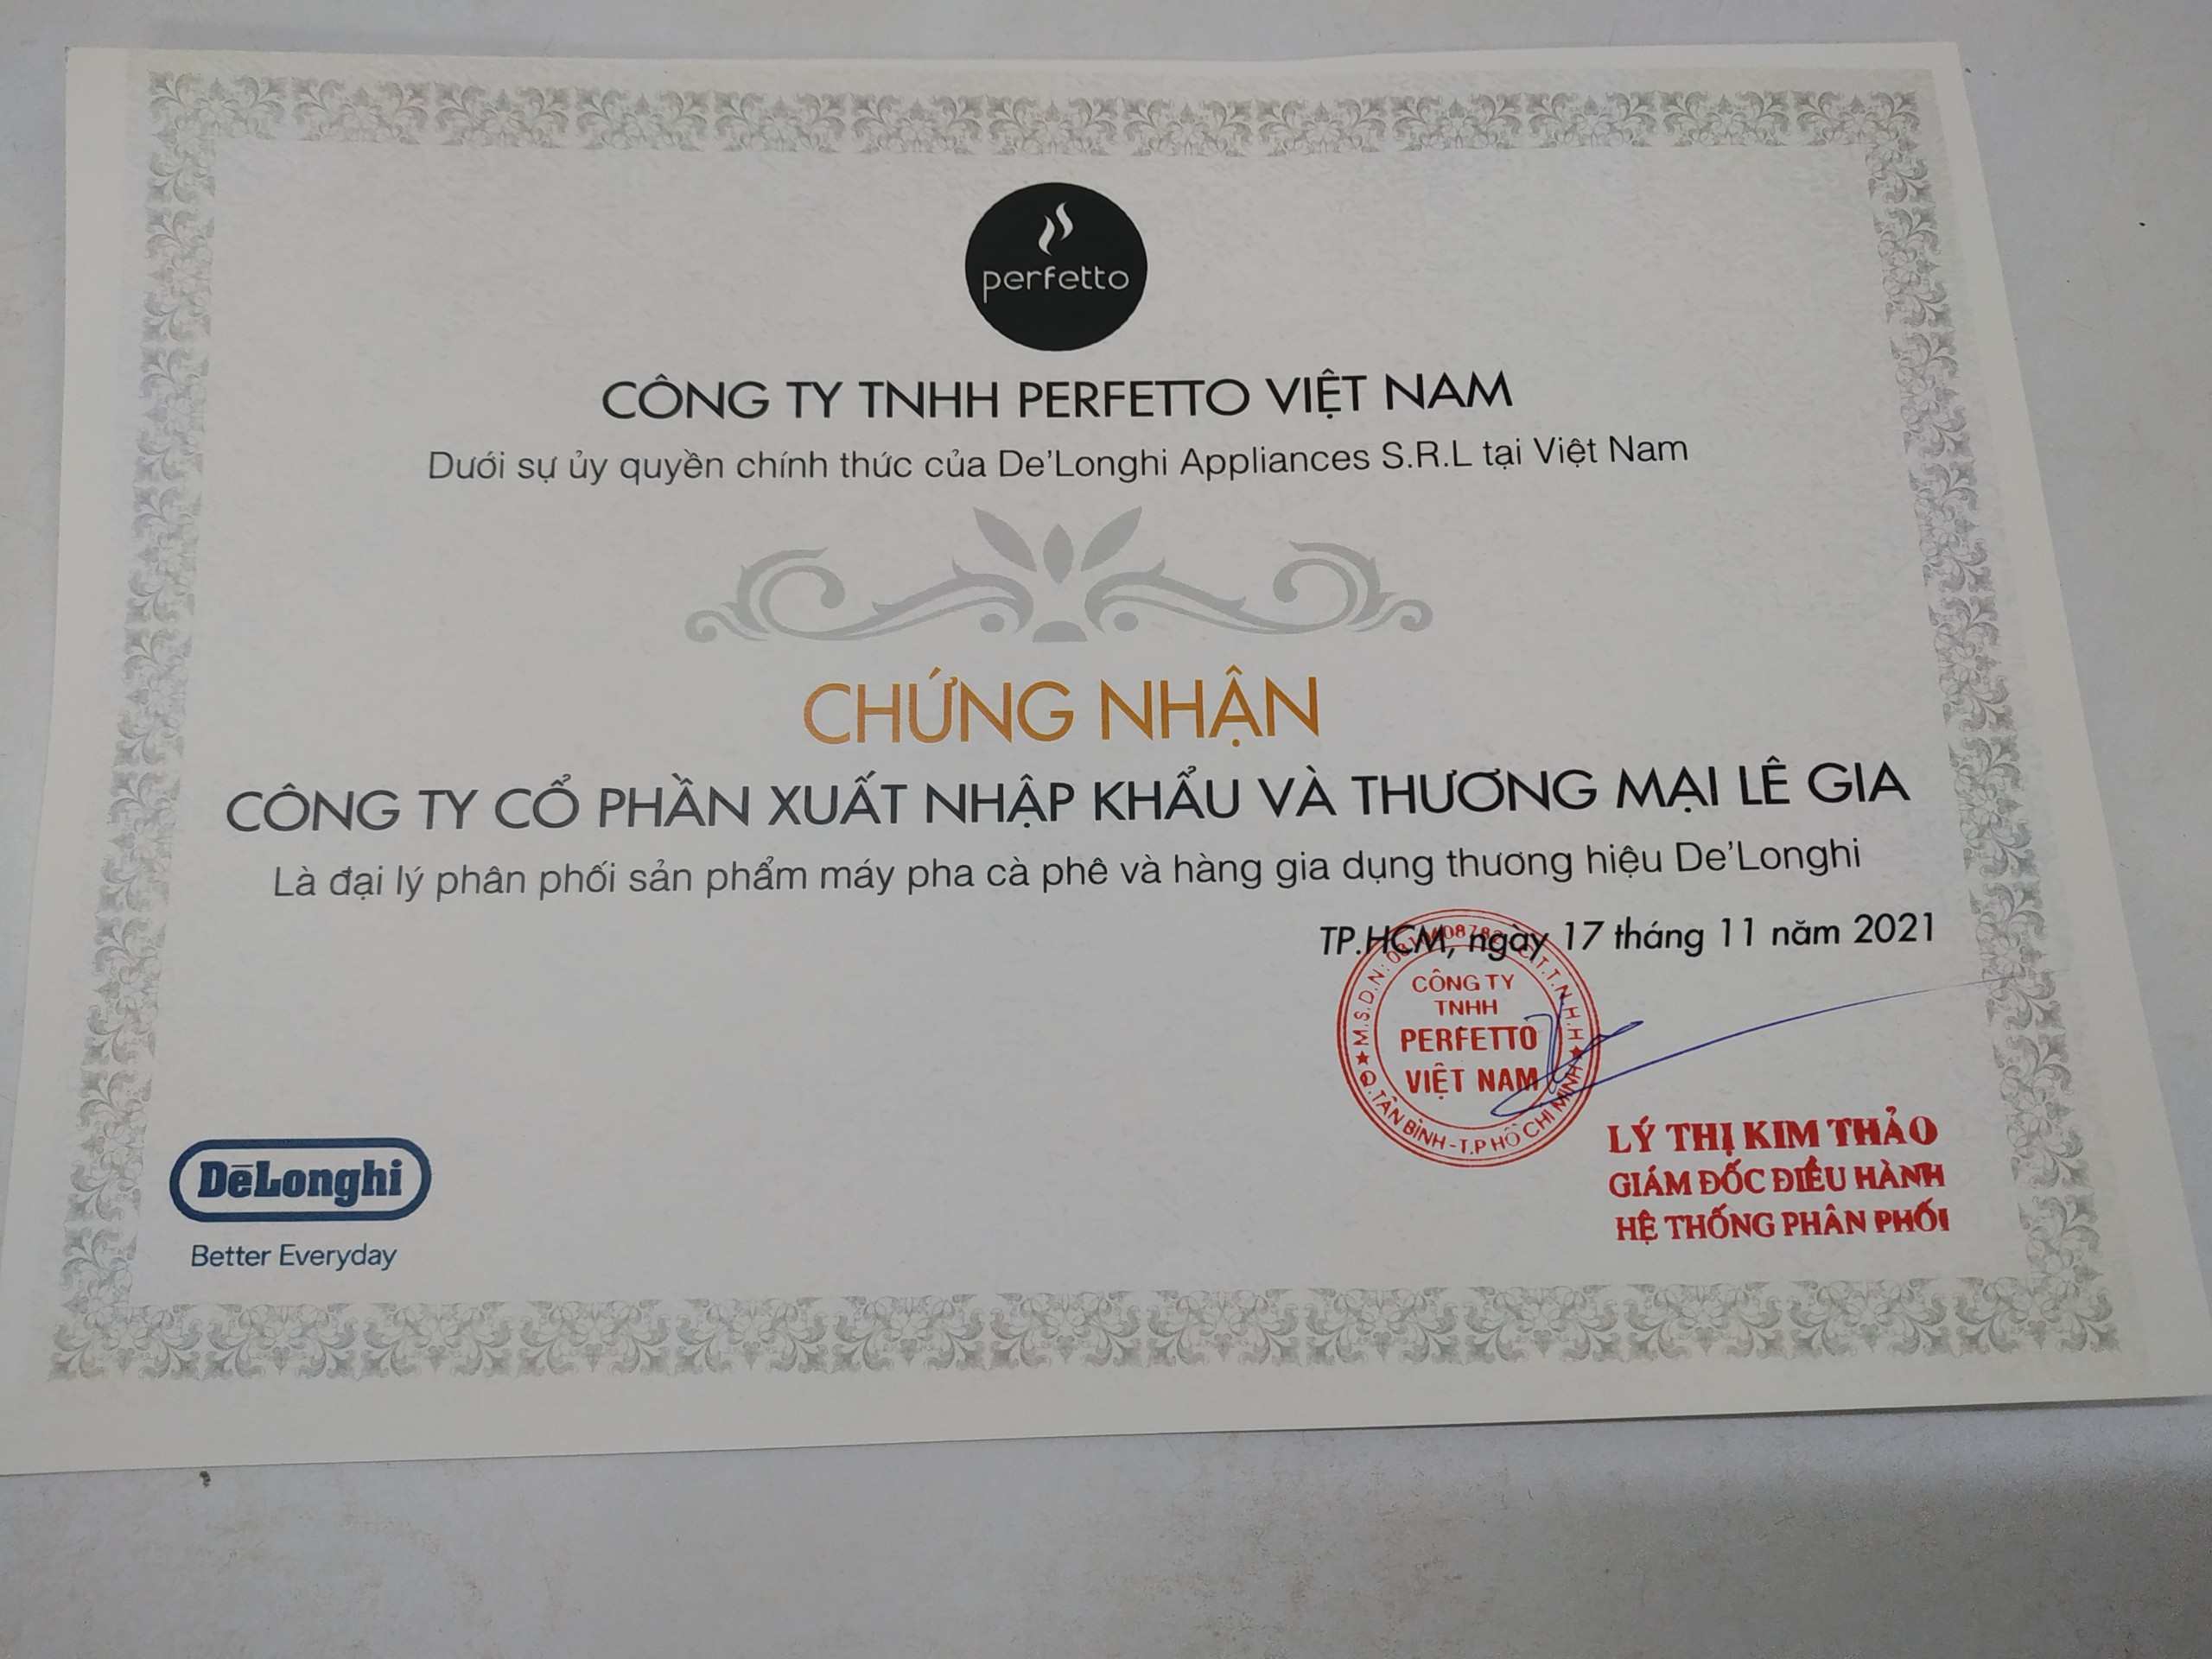 perfetto
CÔNG TY TNHH PERFETTO VIỆT NAM
Dưới sự ủy quyền chính thức của De'Longhi Appliances S.R.L tại Việt Nam
CHỨNG NHẬN
CÔNG TY CỔ PHẦN XUẤT NHẬP KHẨU VÀ THƯƠNG MẠI LÊ GIA
Là đại lý phân phối sản phẩm máy pha cà phê và hàng gia dụng thương hiệu De'Longhi
TP.HCM, ngày 17 tháng 11 năm 2021
M.S.D.N: T.N.H.H
CÔNG TY
TNHH
PERFETTO
VIỆT NAM
Q.TÂN BÌNH - T.P HỒ CHÍ MINH
LÝ THỊ KIM THẢO
GIÁM ĐỐC ĐIỀU HÀNH
HỆ THỐNG PHÂN PHỐI
DēLonghi
Better Everyday